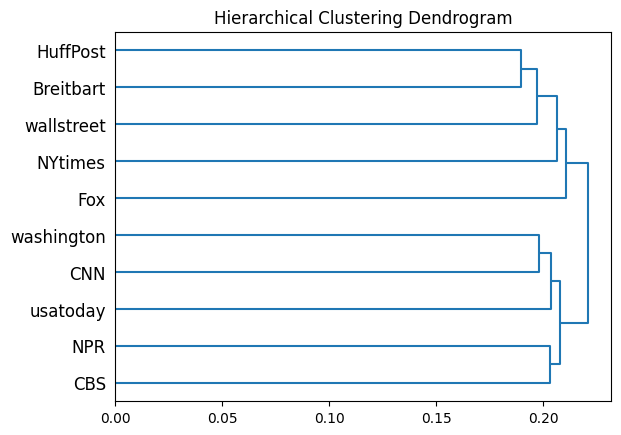 Hierarchical Clustering Dendrogram
HuffPost
Breitbart
wallstreet
NYtimes
Fox
washington
CNN
usatoday
NPR
CBS
0.00 0.05 0.10 0.15 0.20